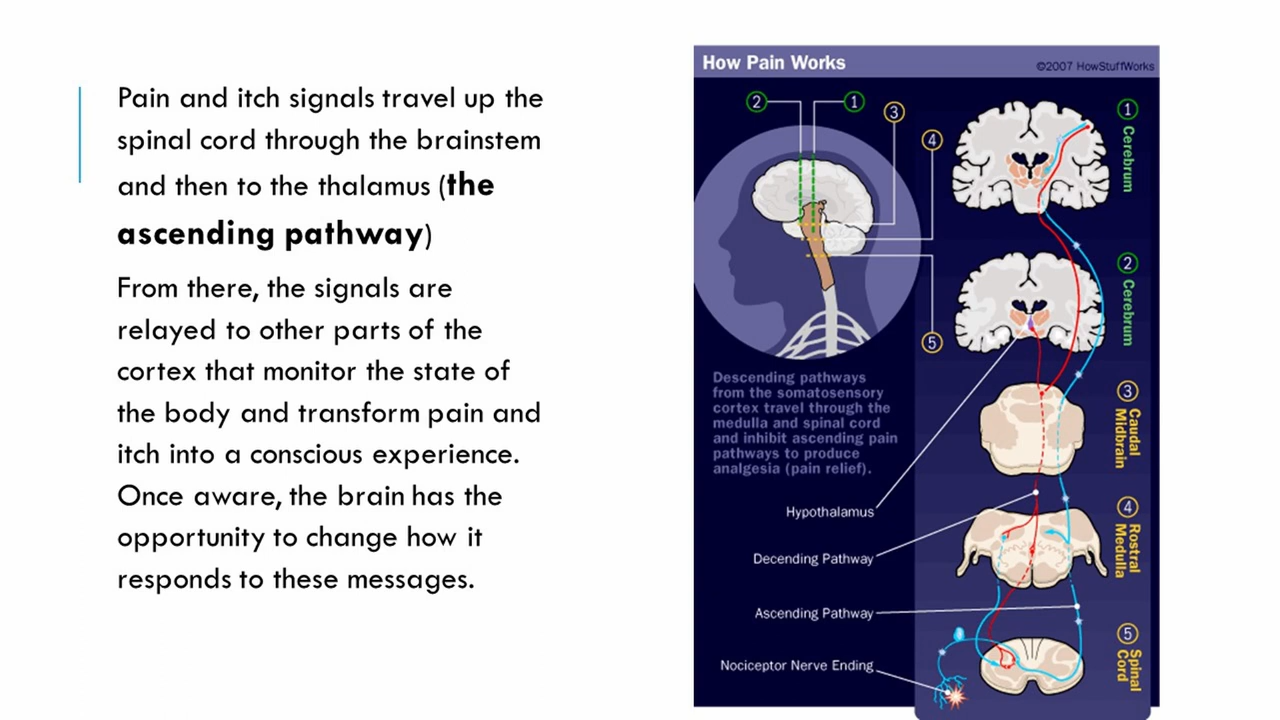 Pain and itch signals travel up the
spinal cord through the brainstem
and then to the thalamus (the
ascending pathway)
From there, the signals are
relayed to other parts of the
cortex that monitor the state of
the body and transform pain and
itch into a conscious experience.
Once aware, the brain has the
opportunity to change how it
responds to these messages.
How Pain Works
©2007 HowStuffWorks
2
1
3
4
5
Descending pathways
from the somatosensory
cortex travel through the
medulla and spinal cord
and inhibit ascending pain
pathways to produce
analgesia (pain relief).
Hypothalamus
Decending Pathway
Ascending Pathway
Nociceptor Nerve Ending
1 Cerebrum
2 Cerebrum
3 Caudal
Midbrain
4 Rostral
Medulla
5 Spinal
Cord